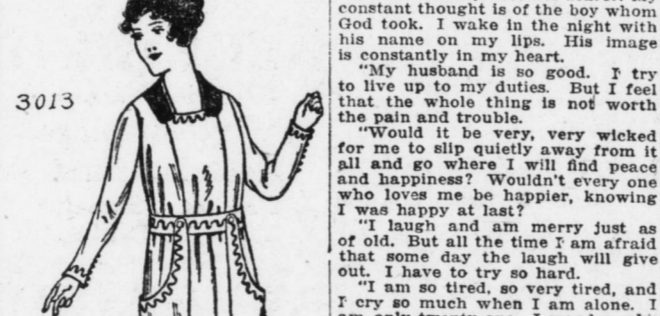 3013
constant thought is of the boy whom
God took. I wake in the night with
his name on my lips. His image
is constantly in my heart.
"My husband is so good. I try
to live up to my duties. But I feel
that the whole thing is not worth
the pain and trouble.
"Would it be very, very wicked
for me to slip quietly away from it
all and go where I will find peace
and happiness? Wouldn't every one
who loves me be happier, knowing
I was happy at last?
"I laugh and am merry just as
of old. But all the time I am afraid
that some day the laugh will give
out. I have to try so hard.
"I am so tired, so very tired, and
I cry so much when I am alone. I